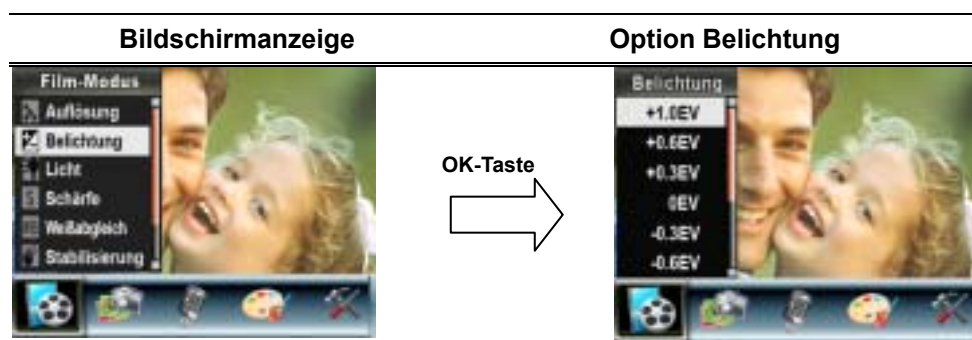 Bildschirmanzeige
Option Belichtung
Film-Modus
Auflösung
Belichtung
Licht
Schärfe
Weißabgleich
Stabilisierung
OK-Taste
Belichtung
+1.0EV
+0.6EV
+0.3EV
0EV
-0.3EV
-0.6EV